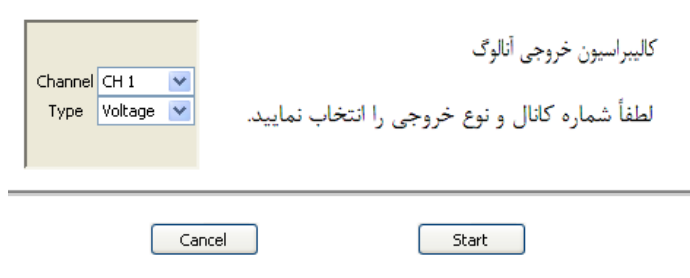 کالیبراسیون خروجی آنالوگ
Channel CH 1
Type Voltage
لطفاً شماره کانال و نوع خروجی را انتخاب نمایید.
Cancel
Start